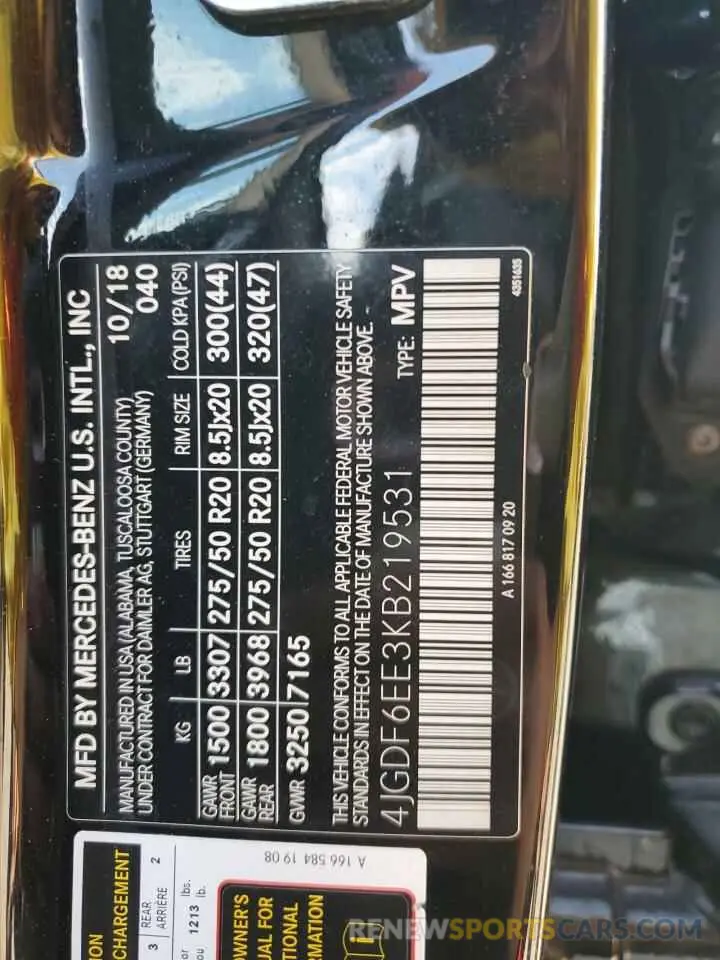 MFD BY MERCEDES-BENZ U.S. INTL., INC
MANUFACTURED IN USA (ALABAMA, TUSCALOOSA COUNTY) 10/18
UNDER CONTRACT FOR DAIMLER AG, STUTTGART (GERMANY) 040
KG LB TIRES RIM SIZE COLD KPA (PSI)
GAWR FRONT 1500 3307 275/50 R20 8.5Jx20 300(44)
GAWR REAR 1800 3968 275/50 R20 8.5Jx20 320(47)
GVWR 3250 7165
THIS VEHICLE CONFORMS TO ALL APPLICABLE FEDERAL MOTOR VEHICLE SAFETY
STANDARDS IN EFFECT ON THE DATE OF MANUFACTURE SHOWN ABOVE. -
4JGDF6EE3KB219531 TYPE: MPV
A 166 817 09 20
4351635
CHARGEMENT
3 REAR ARRIÈRE 2
or 1213 lbs.
ou lb.
A 166 584 19 08
OWNER'S
FOR
RENEWSPORTSCARS.COM